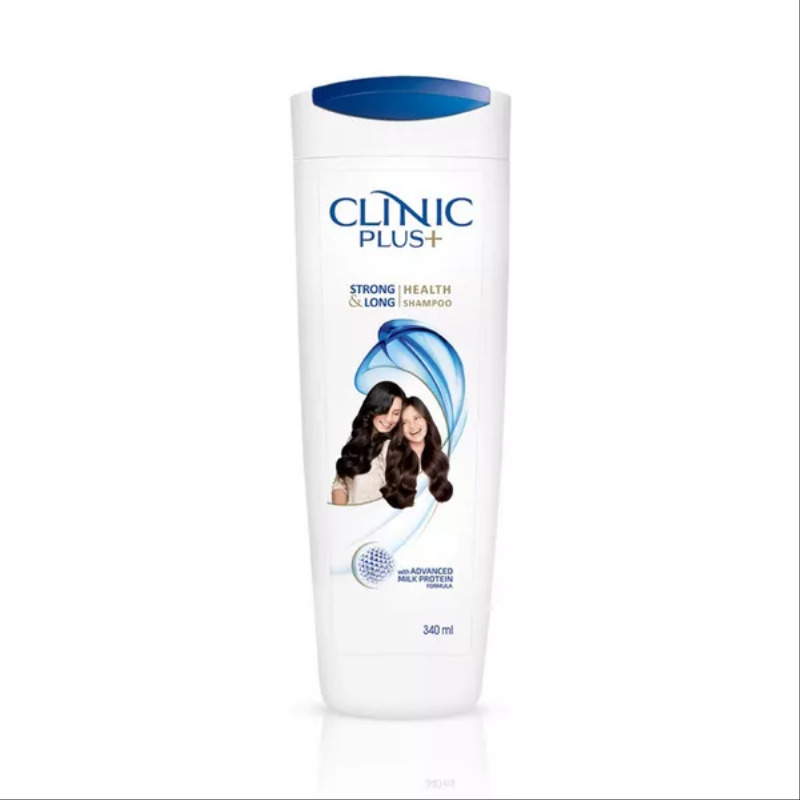 CLINIC
PLUS+
STRONG & LONG
HEALTH SHAMPOO
with ADVANCED
MILK PROTEIN
FORMULA
340 ml